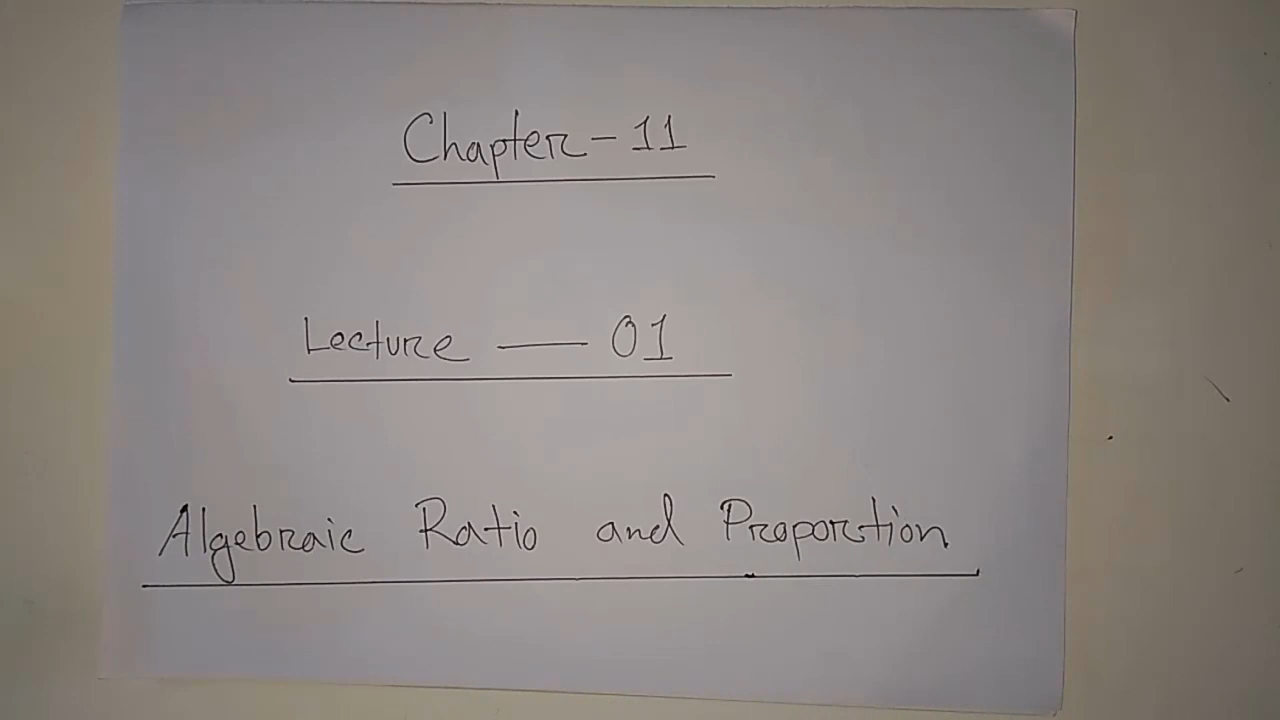 Chapter - 11
Lecture — 01
Algebraic Ratio and Proportion